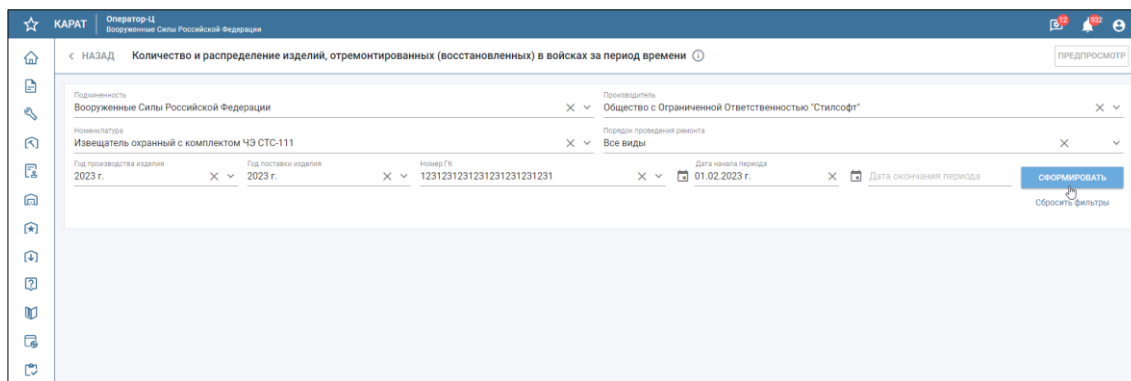 КАРАТ
Оператор-Ц
Вооруженные Силы Российской Федерации
12
932
< НАЗАД Количество и распределение изделий, отремонтированных (восстановленных) в войсках за период времени
ПРЕДПРОСМОТР
Подчиненность
Вооруженные Силы Российской Федерации
Производитель
Общество с Ограниченной Ответственностью "Стилсофт"
Номенклатура
Извещатель охранный с комплектом ЧЭ СТС-111
Порядок проведения ремонта
Все виды
Год производства изделия
2023 г.
Год поставки изделия
2023 г.
Номер ГК
1231231231231231231231231
Дата начала периода
01.02.2023 г.
Дата окончания периода
СФОРМИРОВАТЬ
Сбросить фильтры